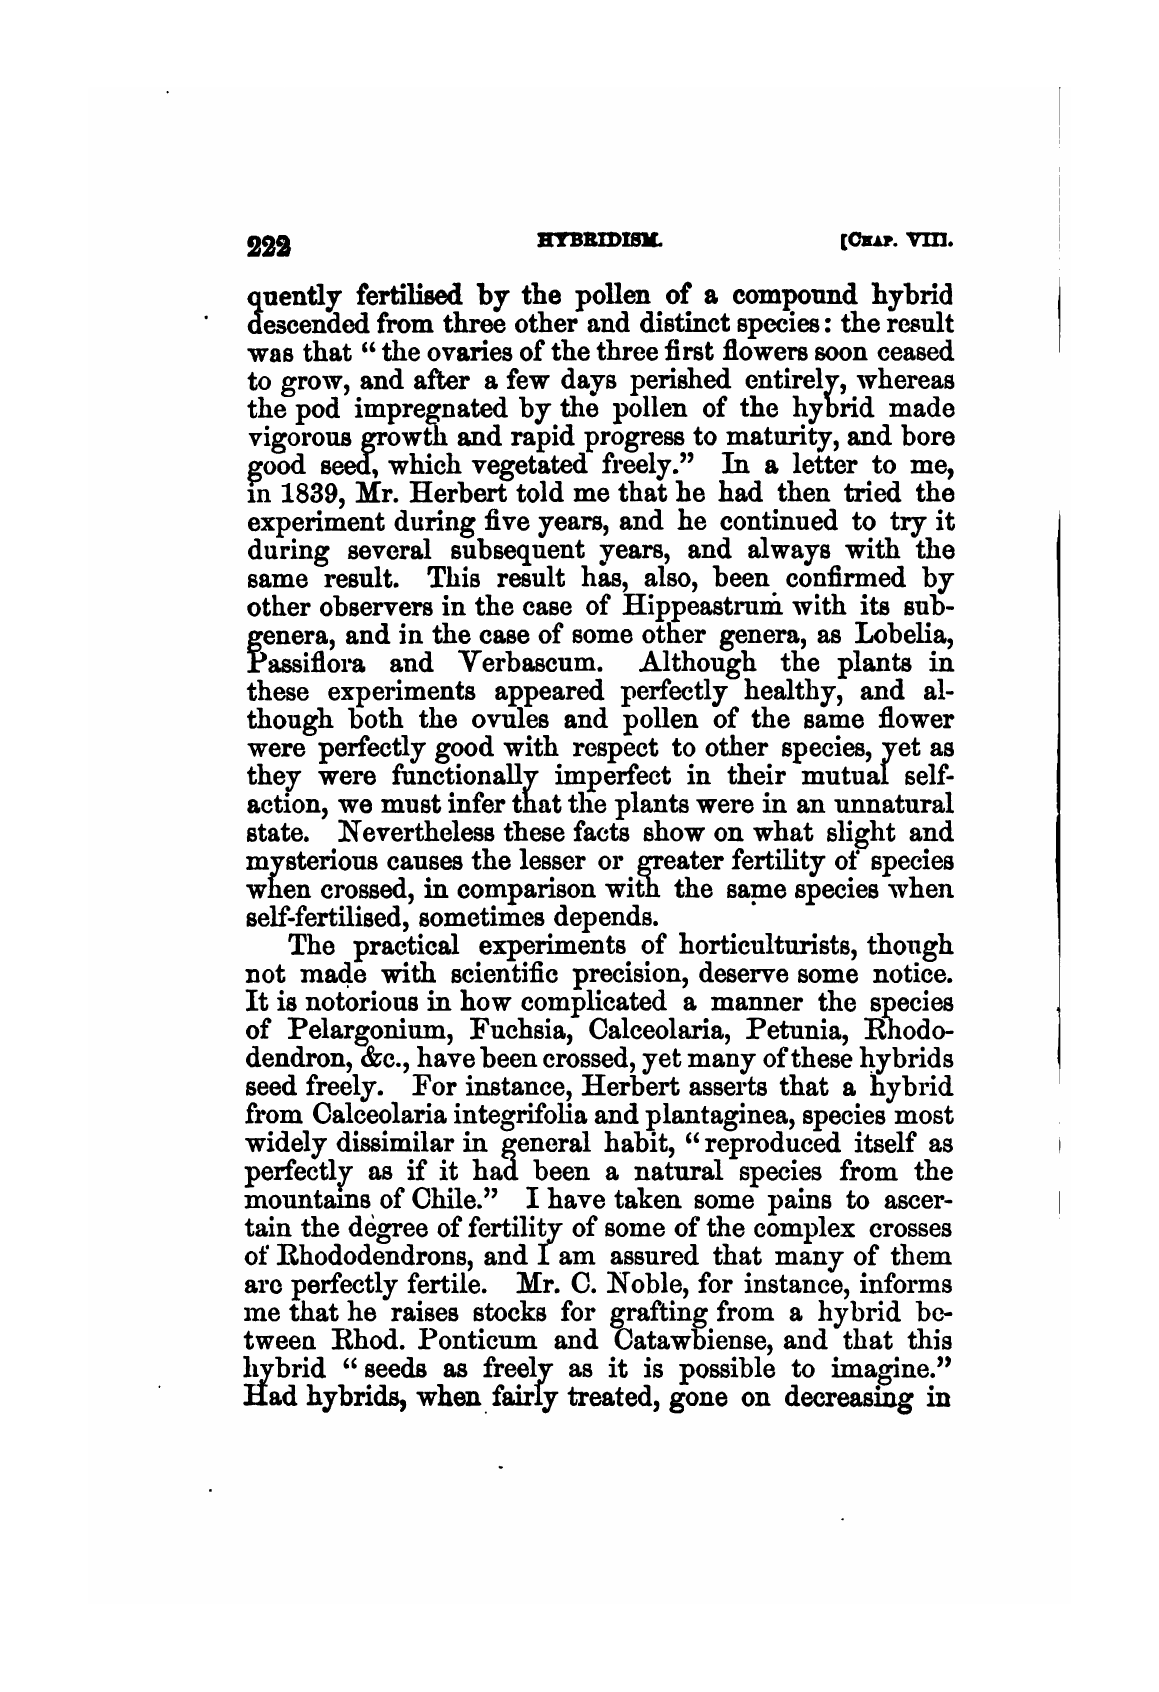 222 HYBRIDISM. [CHAP. VIII.
quently fertilised by the pollen of a compound hybrid
descended from three other and distinct species: the result
was that “ the ovaries of the three first flowers soon ceased
to grow, and after a few days perished entirely, whereas
the pod impregnated by the pollen of the hybrid made
vigorous growth and rapid progress to maturity, and bore
good seed, which vegetated freely.” In a letter to me,
in 1839, Mr. Herbert told me that he had then tried the
experiment during five years, and he continued to try it
during several subsequent years, and always with the
same result. This result has, also, been confirmed by
other observers in the case of Hippeastrum with its sub-
genera, and in the case of some other genera, as Lobelia,
Passiflora and Verbascum. Although the plants in
these experiments appeared perfectly healthy, and al-
though both the ovules and pollen of the same flower
were perfectly good with respect to other species, yet as
they were functionally imperfect in their mutual self-
action, we must infer that the plants were in an unnatural
state. Nevertheless these facts show on what slight and
mysterious causes the lesser or greater fertility of species
when crossed, in comparison with the same species when
self-fertilised, sometimes depends.
The practical experiments of horticulturists, though
not made with scientific precision, deserve some notice.
It is notorious in how complicated a manner the species
of Pelargonium, Fuchsia, Calceolaria, Petunia, Rhodo-
dendron, &c., have been crossed, yet many of these hybrids
seed freely. For instance, Herbert asserts that a hybrid
from Calceolaria integrifolia and plantaginea, species most
widely dissimilar in general habit, “reproduced itself as
perfectly as if it had been a natural species from the
mountains of Chile.” I have taken some pains to ascer-
tain the degree of fertility of some of the complex crosses
of Rhododendrons, and I am assured that many of them
are perfectly fertile. Mr. C. Noble, for instance, informs
me that he raises stocks for grafting from a hybrid be-
tween Rhod. Ponticum and Catawbiense, and that this
hybrid “ seeds as freely as it is possible to imagine.”
Had hybrids, when fairly treated, gone on decreasing in